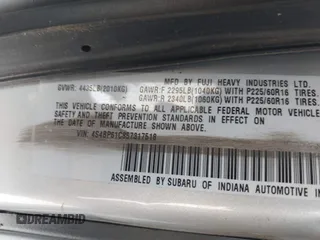 MFD BY FUJI HEAVY INDUSTRIES LTD.
GVWR: 4435LB(2010KG) GAWR:F 2295LB(1040KG) WITH P225/60R16 TIRES.
GAWR:R 2340LB(1060KG) WITH P225/60R16 TIRES.
THIS VEHICLE CONFORMS TO ALL APPLICABLE FEDERAL MOTOR VEHICLE
SAFETY AND THEFT PREVENTION STANDARDS IN EFFECT ON THE DATE OF
MANUFACTURE SHOWN ABOVE.
VIN:
ASSEMBLED BY SUBARU OF INDIANA AUTOMOTIVE IN
DREAMBID